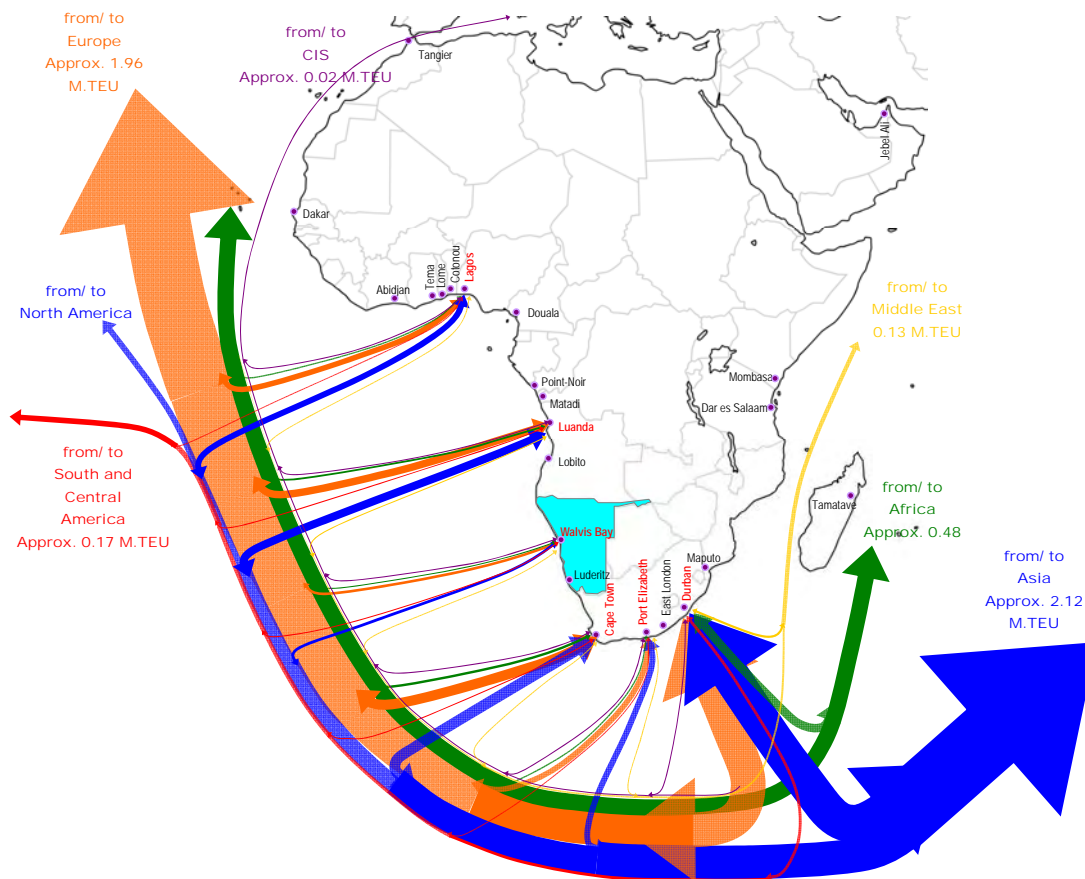 from/ to
Europe
Approx. 1.96
M.TEU
from/ to
CIS
Approx. 0.02 M.TEU
Tangier
Jebel Ali
Dakar
Abidjan
Tema
Lome
Cotonou
Lagos
Douala
from/ to
North America
from/ to
Middle East
0.13 M.TEU
Point-Noir
Matadi
Luanda
Lobito
Mombasa
Dar es Salaam
from/ to
South and
Central
America
Approx. 0.17 M.TEU
Tamatave
from/ to
Africa
Approx. 0.48
Walvis Bay
Luderitz
Maputo
Cape Town
Port Elizabeth
East London
Durban
from/ to
Asia
Approx. 2.12
M.TEU